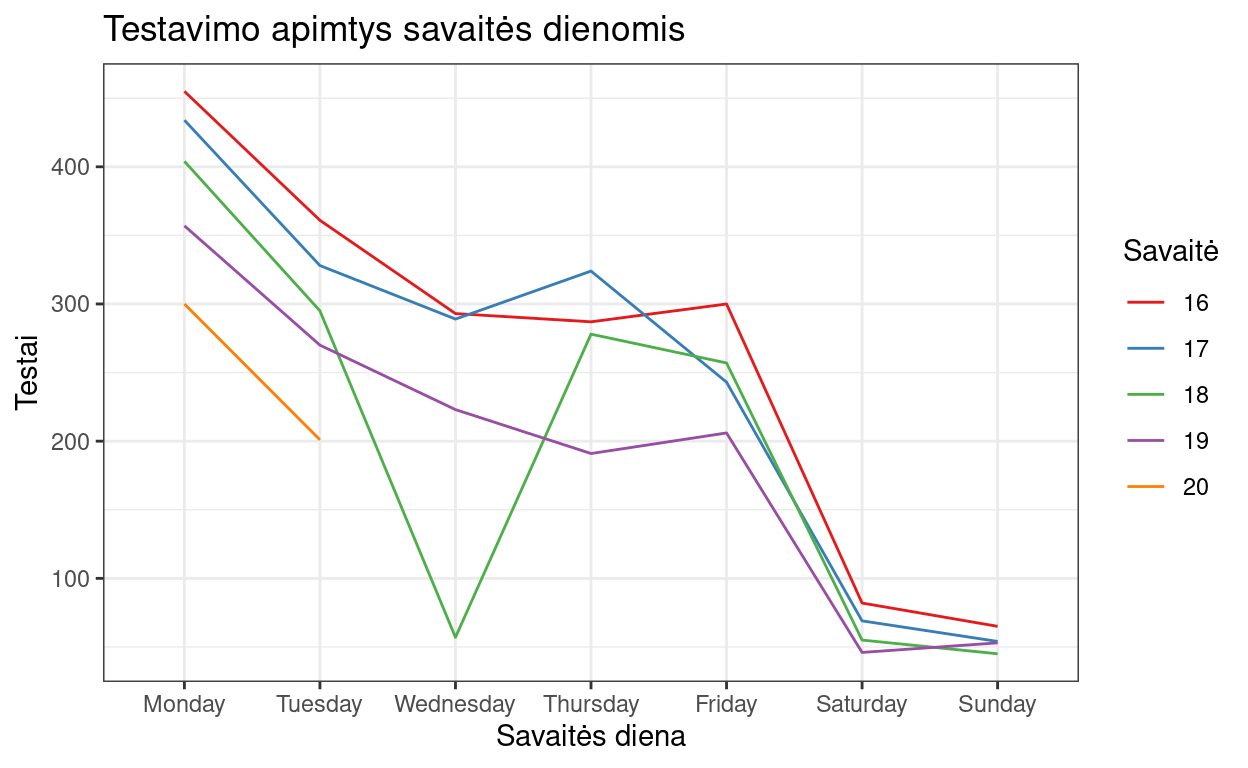 Testavimo apimtys savaitės dienomis
Testai
400
300
200
100
Monday Tuesday Wednesday Thursday Friday Saturday Sunday
Savaitės diena
Savaitė
16
17
18
19
20